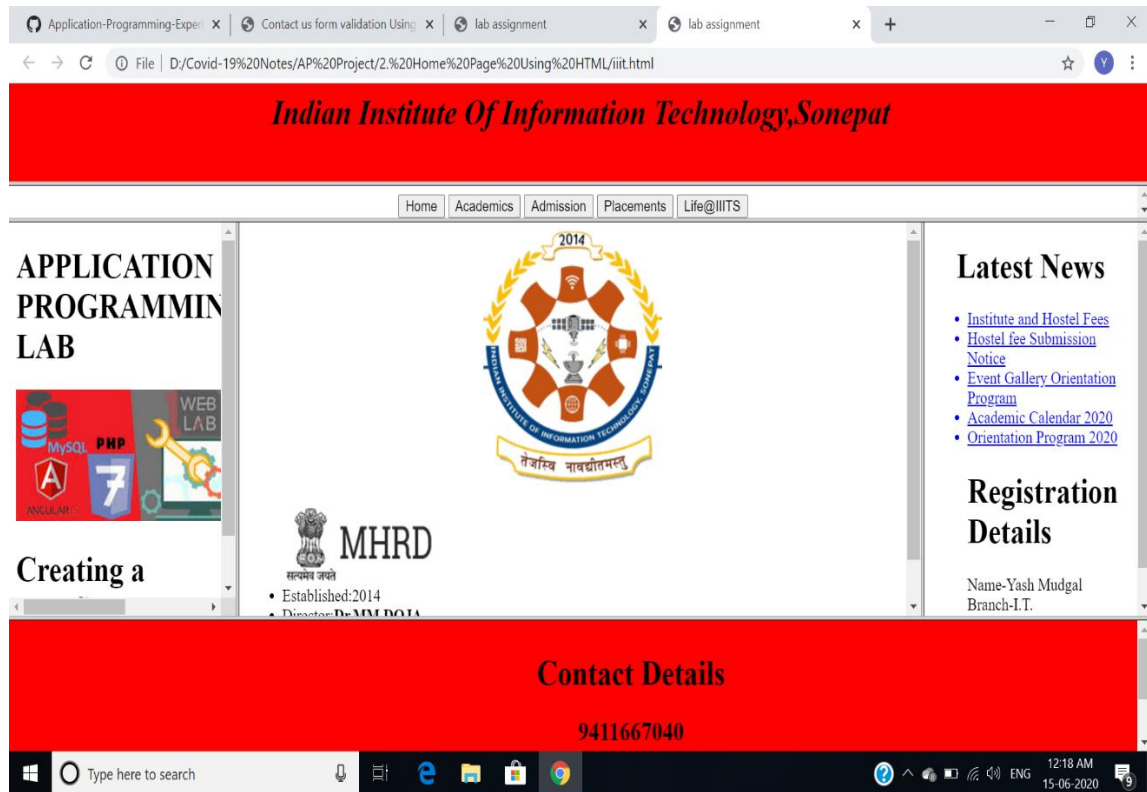 Application-Programming-Experi
Contact us form validation Using
lab assignment
lab assignment
File | D:/Covid-19%20Notes/AP%20Project/2.%20Home%20Page%20Using%20HTML/iiit.html
Y
Indian Institute Of Information Technology,Sonepat
Home Academics Admission Placements Life@IIITS
APPLICATION
PROGRAMMIN
LAB
MySQL PHP
WEB
LAB
ANGULARJS
7
A
Creating a
2014
INDIAN INSTITUTE OF INFORMATION TECHNOLOGY, SONEPAT
तेजस्वि नावधीतमस्तु
MHRD
सत्यमेव जयते
• Established:2014
• Director:Dr.MM DOJA
Latest News
• Institute and Hostel Fees
• Hostel fee Submission
Notice
• Event Gallery Orientation
Program
• Academic Calendar 2020
• Orientation Program 2020
Registration
Details
Name-Yash Mudgal
Branch-I.T.
Contact Details
9411667040
Type here to search
ENG
12:18 AM
15-06-2020
9